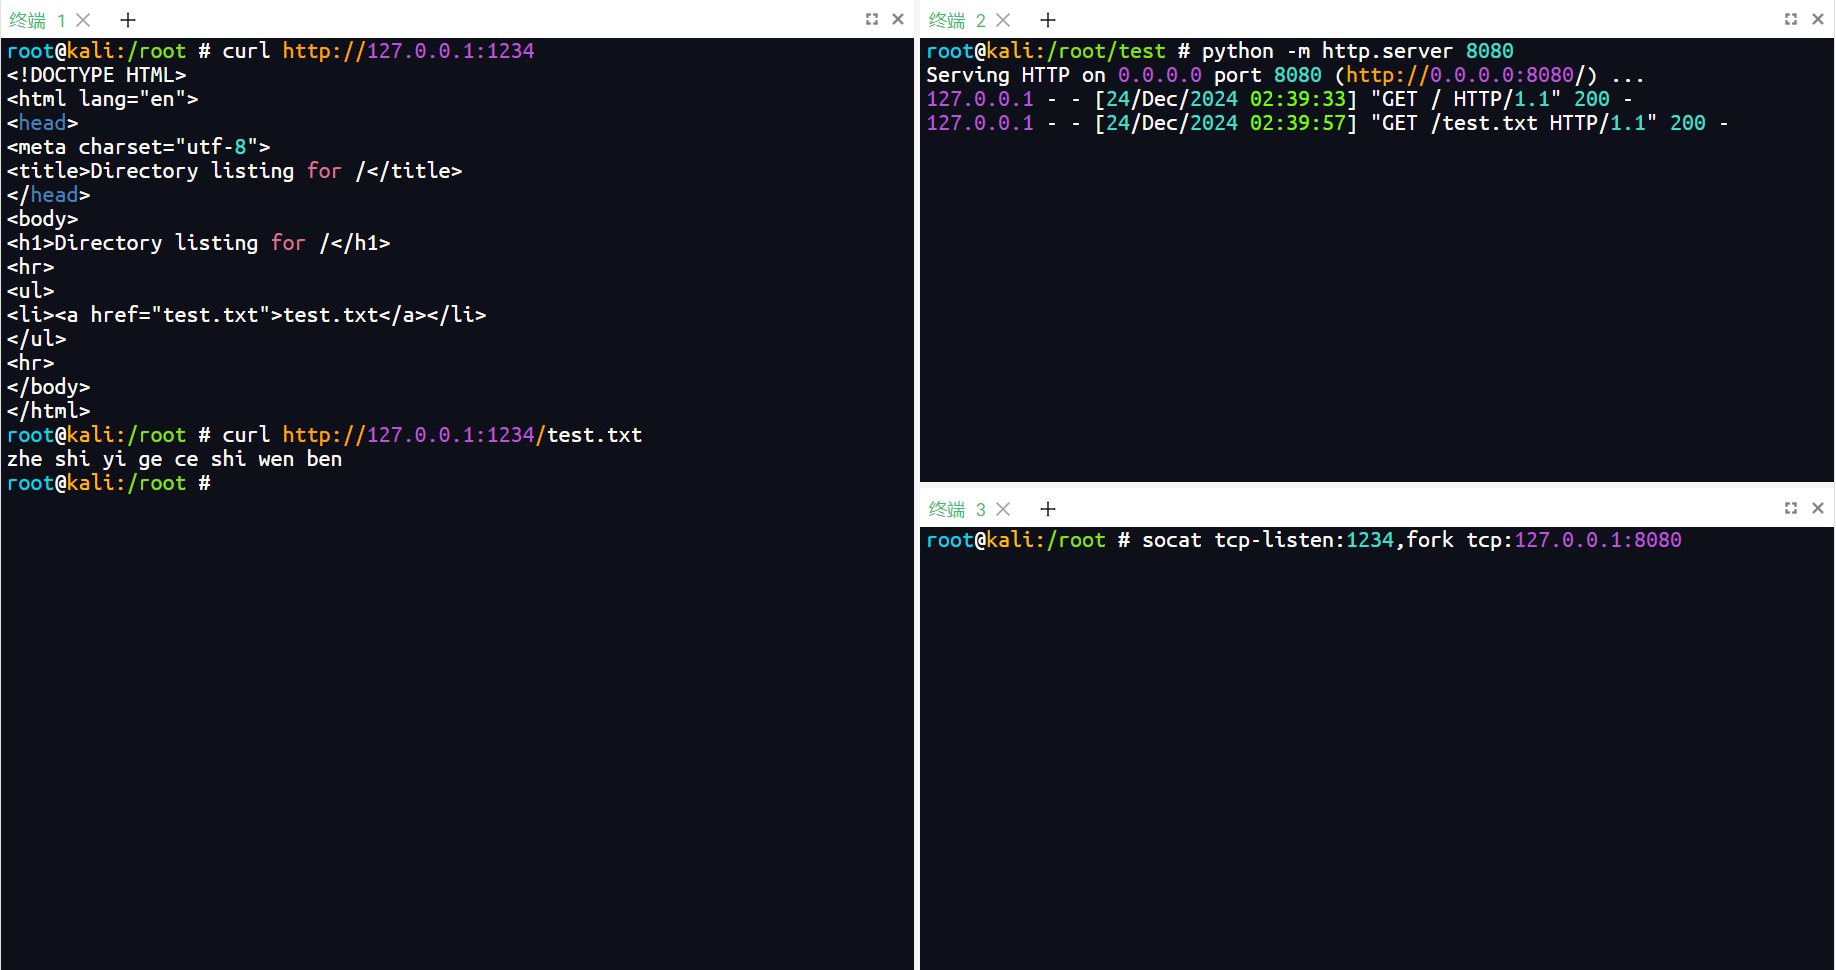 终端 1
root@kali:/root # curl http://127.0.0.1:1234
<!DOCTYPE HTML>
<html lang="en">
<head>
<meta charset="utf-8">
<title>Directory listing for /</title>
</head>
<body>
<h1>Directory listing for /</h1>
<hr>
<ul>
<li><a href="test.txt">test.txt</a></li>
</ul>
<hr>
</body>
</html>
root@kali:/root # curl http://127.0.0.1:1234/test.txt
zhe shi yi ge ce shi wen ben
root@kali:/root #
终端 2
root@kali:/root/test # python -m http.server 8080
Serving HTTP on 0.0.0.0 port 8080 (http://0.0.0.0:8080/) ...
127.0.0.1 - - [24/Dec/2024 02:39:33] "GET / HTTP/1.1" 200 -
127.0.0.1 - - [24/Dec/2024 02:39:57] "GET /test.txt HTTP/1.1" 200 -
终端 3
root@kali:/root # socat tcp-listen:1234,fork tcp:127.0.0.1:8080